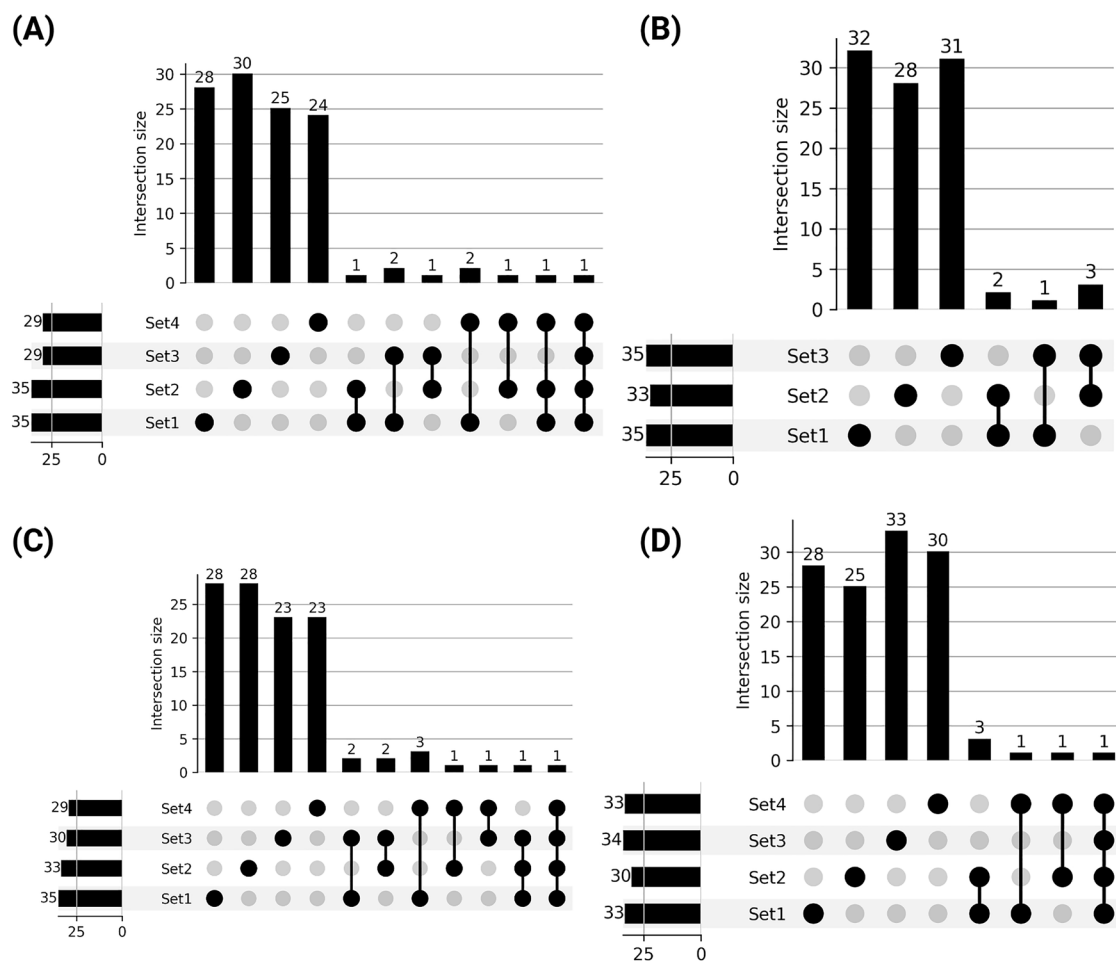 (A)
28 30 25 24 1 2 1 2 1 1 1
Intersection size
30
25
20
15
10
5
0
29 Set4
29 Set3
35 Set2
35 Set1
25 0
(B)
32 28 31 2 1 3
Intersection size
30
25
20
15
10
5
0
35 Set3
33 Set2
35 Set1
25 0
(C)
28 28 23 23 2 2 3 1 1 1 1
Intersection size
25
20
15
10
5
0
29 Set4
30 Set3
33 Set2
35 Set1
25 0
(D)
28 25 33 30 3 1 1 1
Intersection size
30
25
20
15
10
5
0
33 Set4
34 Set3
30 Set2
33 Set1
25 0